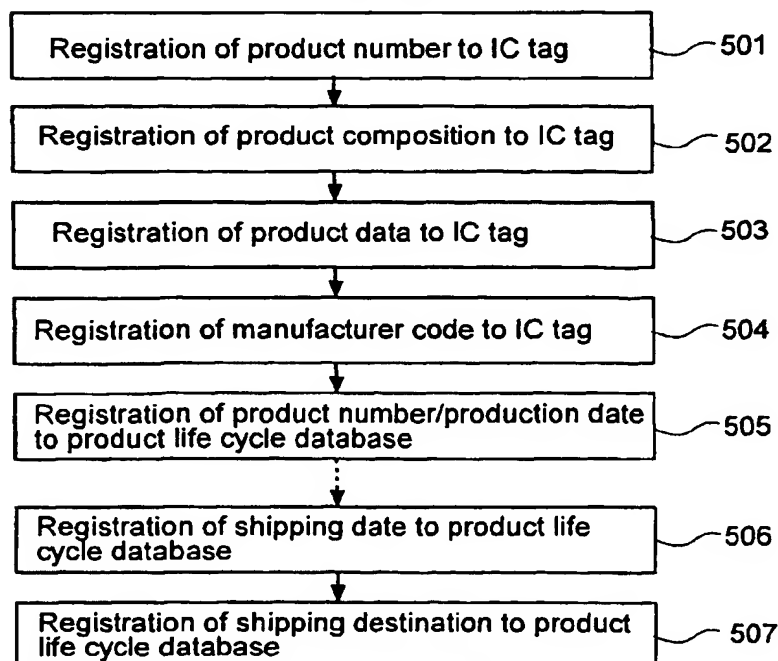 Registration of product number to IC tag
501
Registration of product composition to IC tag
502
Registration of product data to IC tag
503
Registration of manufacturer code to IC tag
504
Registration of product number/production date
to product life cycle database
505
Registration of shipping date to product life
cycle database
506
Registration of shipping destination to product
life cycle database
507